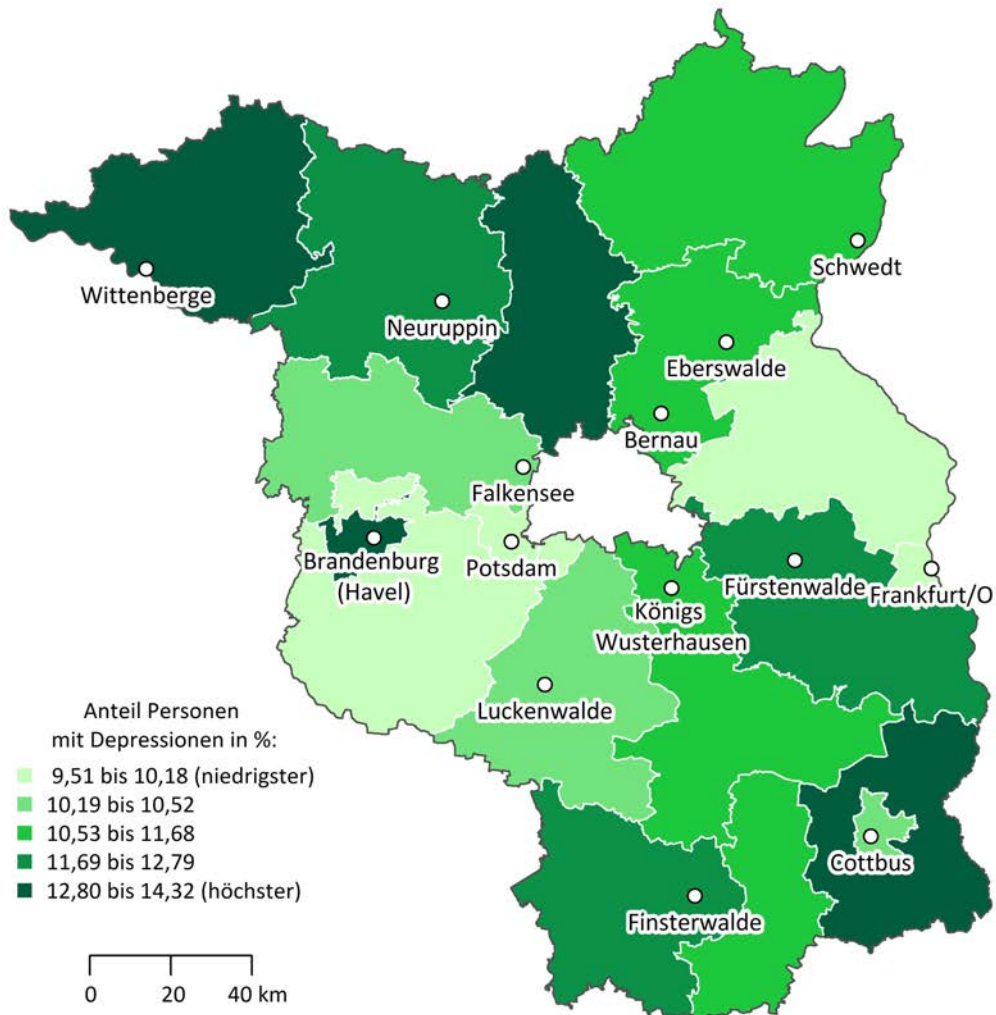 Schwedt
Wittenberge
Neuruppin
Eberswalde
Bernau
Falkensee
Brandenburg
(Havel)
Potsdam
Fürstenwalde
Frankfurt/O
Königs
Wusterhausen
Luckenwalde
Cottbus
Finsterwalde
Anteil Personen
mit Depressionen in %:
9,51 bis 10,18 (niedrigster)
10,19 bis 10,52
10,53 bis 11,68
11,69 bis 12,79
12,80 bis 14,32 (höchster)
0 20 40 km